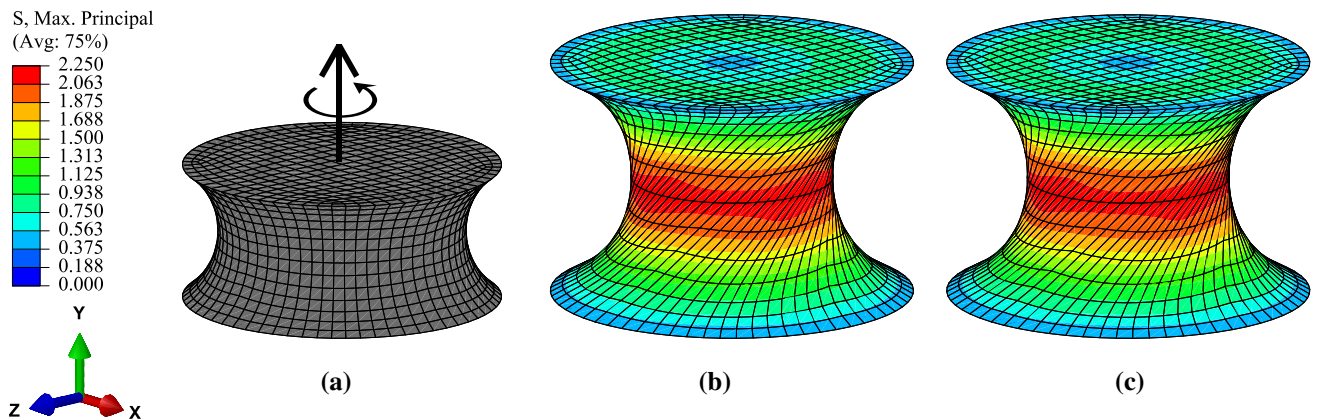 S, Max. Principal
(Avg: 75%)
2.250
2.063
1.875
1.688
1.500
1.313
1.125
0.938
0.750
0.563
0.375
0.188
0.000
Y
Z
X
(a)
(b)
(c)